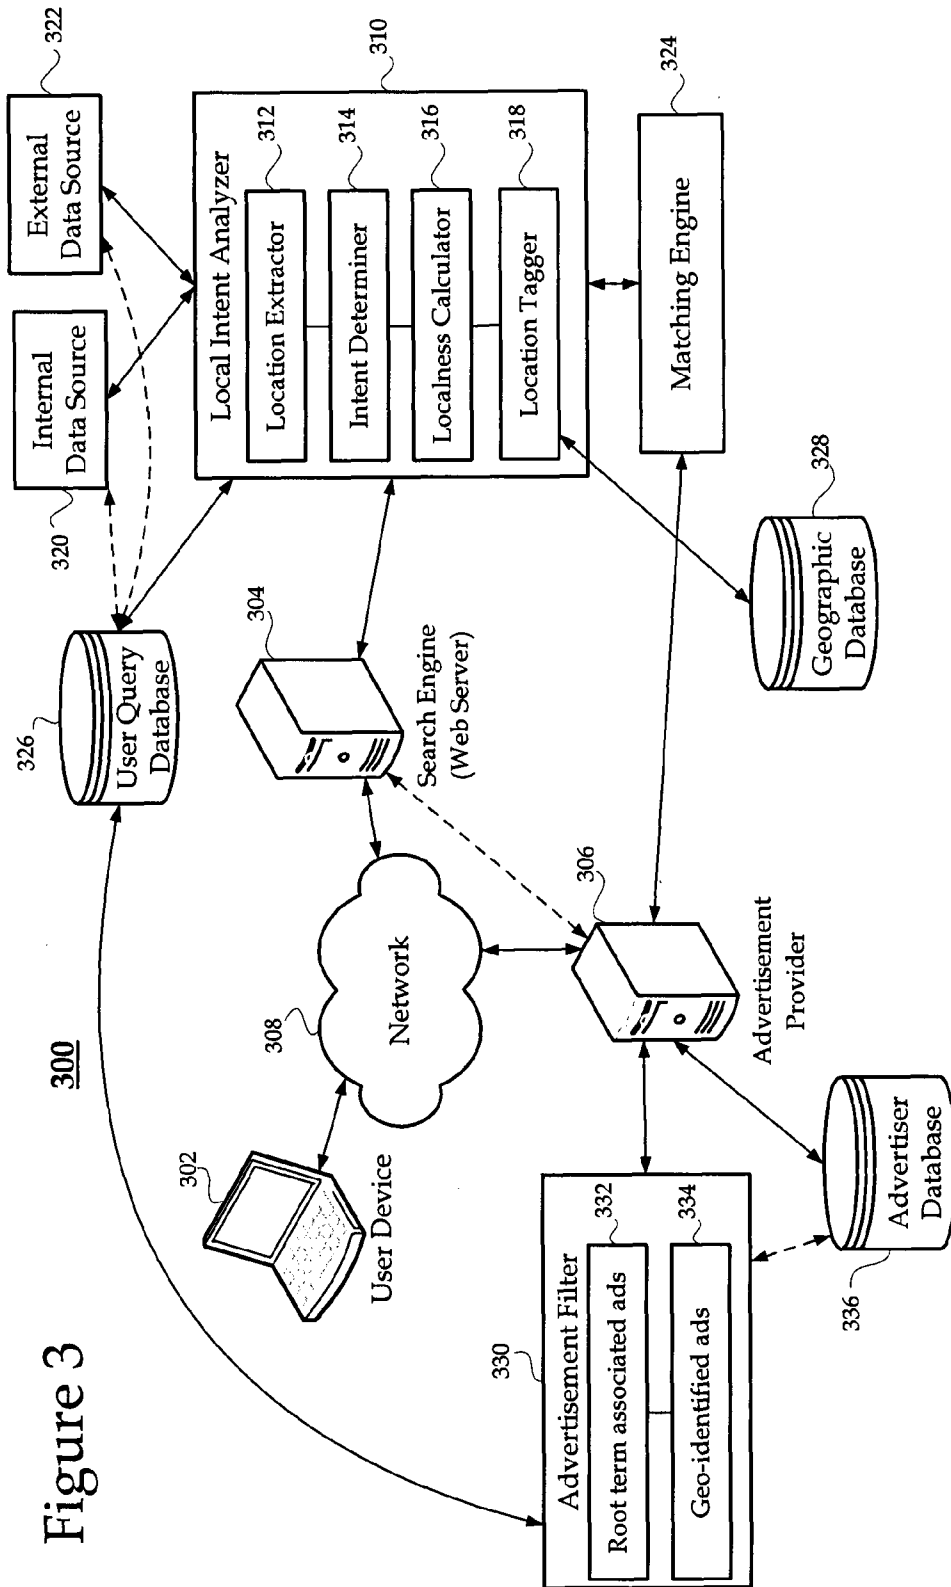 Figure 3
300
302
User Device
308
Network
304
Search Engine
(Web Server)
306
Advertisement
Provider
326
User Query
Database
320
Internal
Data Source
322
External
Data Source
310
Local Intent Analyzer
312
Location Extractor
314
Intent Determiner
316
Localness Calculator
318
Location Tagger
324
Matching Engine
328
Geographic
Database
330
Advertisement Filter
332
Root term associated ads
334
Geo-identified ads
336
Advertiser
Database